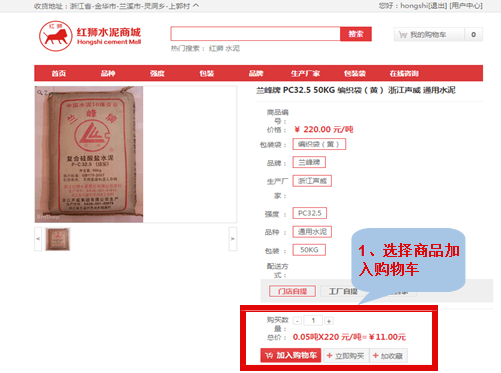 收货地址：浙江省-金华市-兰溪市-灵洞乡-上郭村
您好：hongshi[退出] [用户中心]
红狮
红狮水泥商城
Hongshi cement Mall
搜索
热门搜索： 红狮 水泥
我的购物车 0
首页 品种 强度 包装 品牌 生产厂家 包装袋 在线咨询
兰峰牌
复合硅酸盐水泥
兰峰牌 PC32.5 50KG 编织袋（黄） 浙江声威 通用水泥
商品编号：
价格： ¥ 220.00 元/吨
包装袋： 编织袋（黄）
品牌： 兰峰牌
生产厂家： 浙江声威
强度： PC32.5
品种： 通用水泥
包装： 50KG
配送方式：
门店自提 工厂自提
1、选择商品加
入购物车
购买数量： - 1 +
总价： 0.05吨X220 元/吨=¥11.00元
加入购物车 立即购买 加收藏